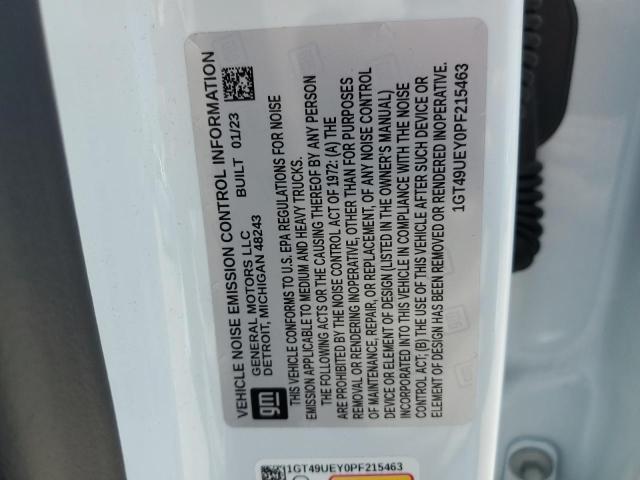 VEHICLE NOISE EMISSION CONTROL INFORMATION
GENERAL MOTORS LLC
DETROIT, MICHIGAN 48243
BUILT 01/23
gm
THIS VEHICLE CONFORMS TO U.S. EPA REGULATIONS FOR NOISE
EMISSION APPLICABLE TO MEDIUM AND HEAVY TRUCKS.
THE FOLLOWING ACTS OR THE CAUSING THEREOF BY ANY PERSON
ARE PROHIBITED BY THE NOISE CONTROL ACT OF 1972: (A) THE
REMOVAL OR RENDERING INOPERATIVE, OTHER THAN FOR PURPOSES
OF MAINTENANCE, REPAIR, OR REPLACEMENT, OF ANY NOISE CONTROL
DEVICE OR ELEMENT OF DESIGN (LISTED IN THE OWNER'S MANUAL)
INCORPORATED INTO THIS VEHICLE IN COMPLIANCE WITH THE NOISE
CONTROL ACT; (B) THE USE OF THIS VEHICLE AFTER SUCH DEVICE OR
ELEMENT OF DESIGN HAS BEEN REMOVED OR RENDERED INOPERATIVE.
1GT49UEY0PF215463
1GT49UEY0PF215463